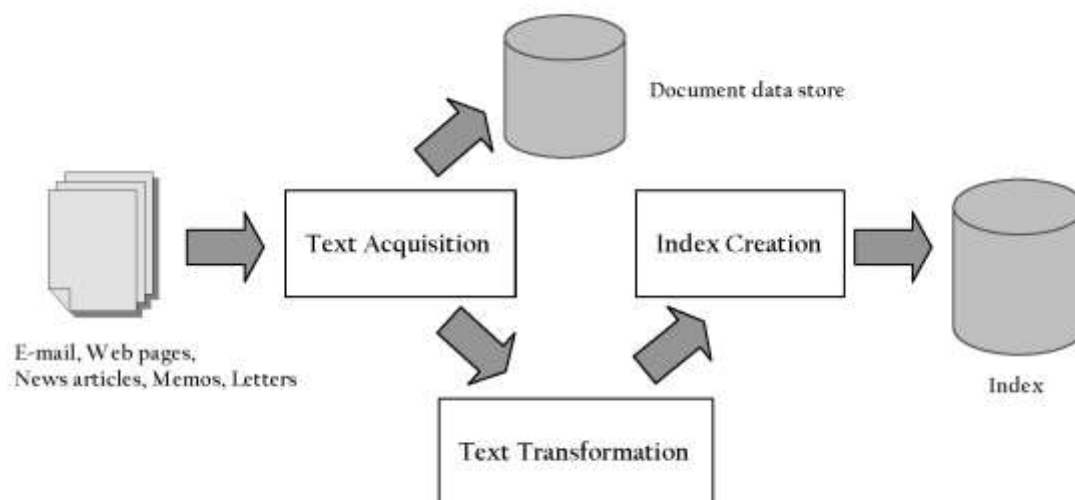 Document data store
Text Acquisition
Index Creation
E-mail, Web pages,
News articles, Memos, Letters
Index
Text Transformation